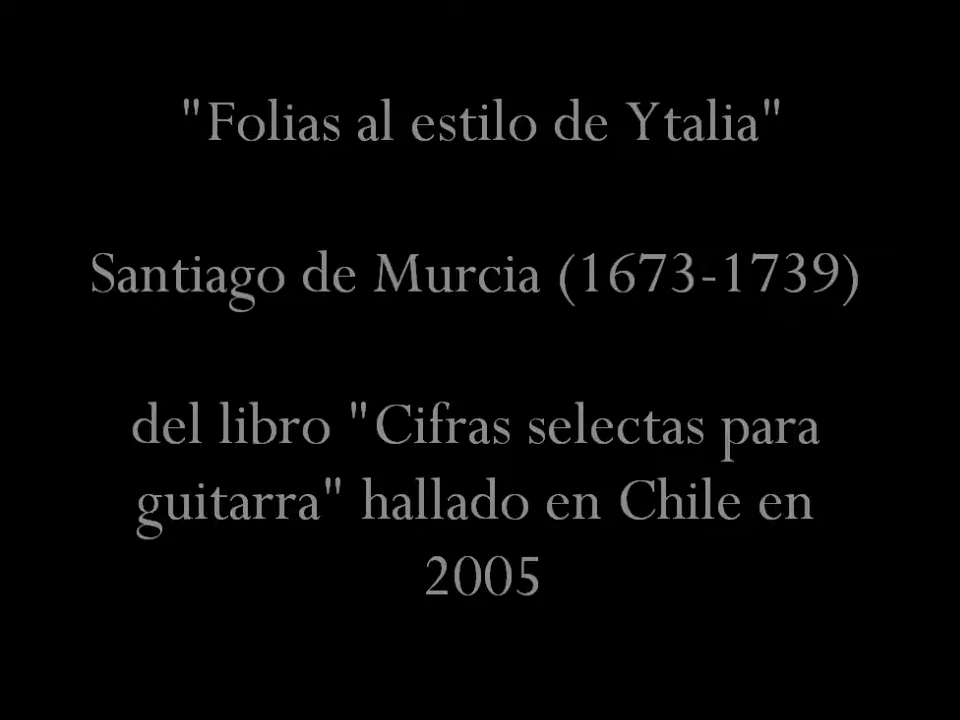 "Folias al estilo de Ytalia"
Santiago de Murcia (1673-1739)
del libro "Cifras selectas para
guitarra" hallado en Chile en
2005